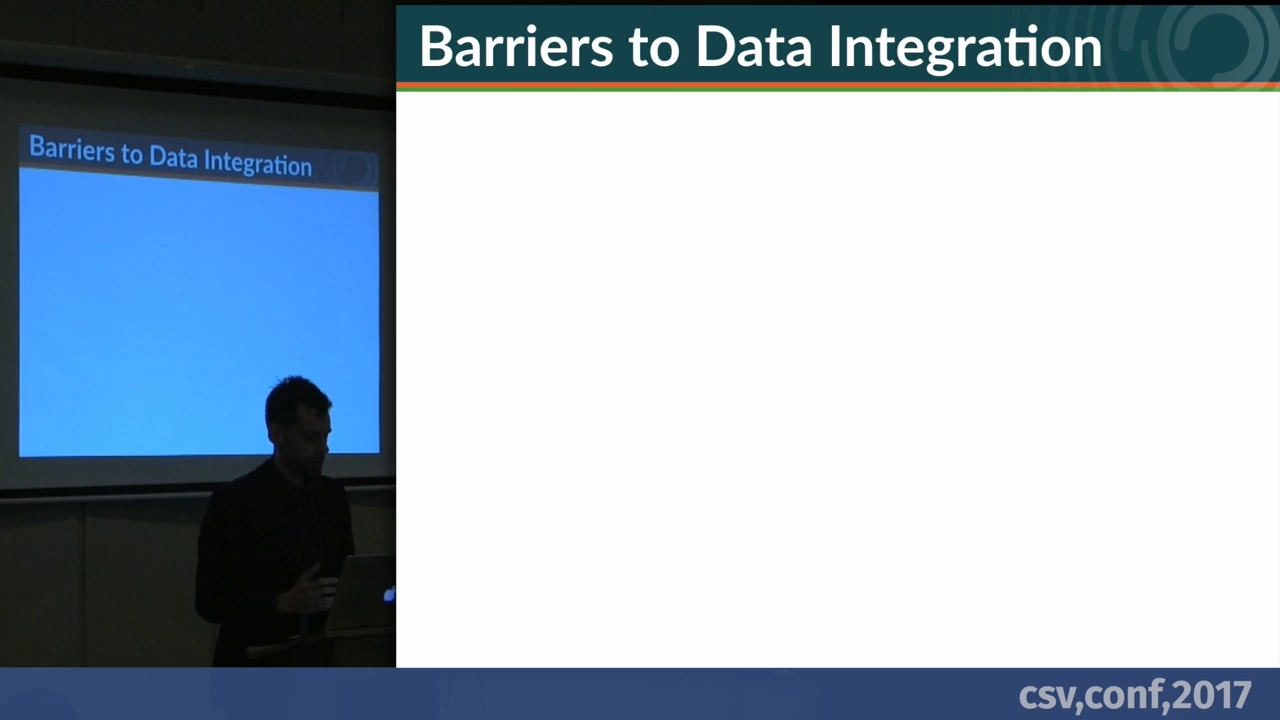 Barriers to Data Integration
Barriers to Data Integration
csv,conf,2017